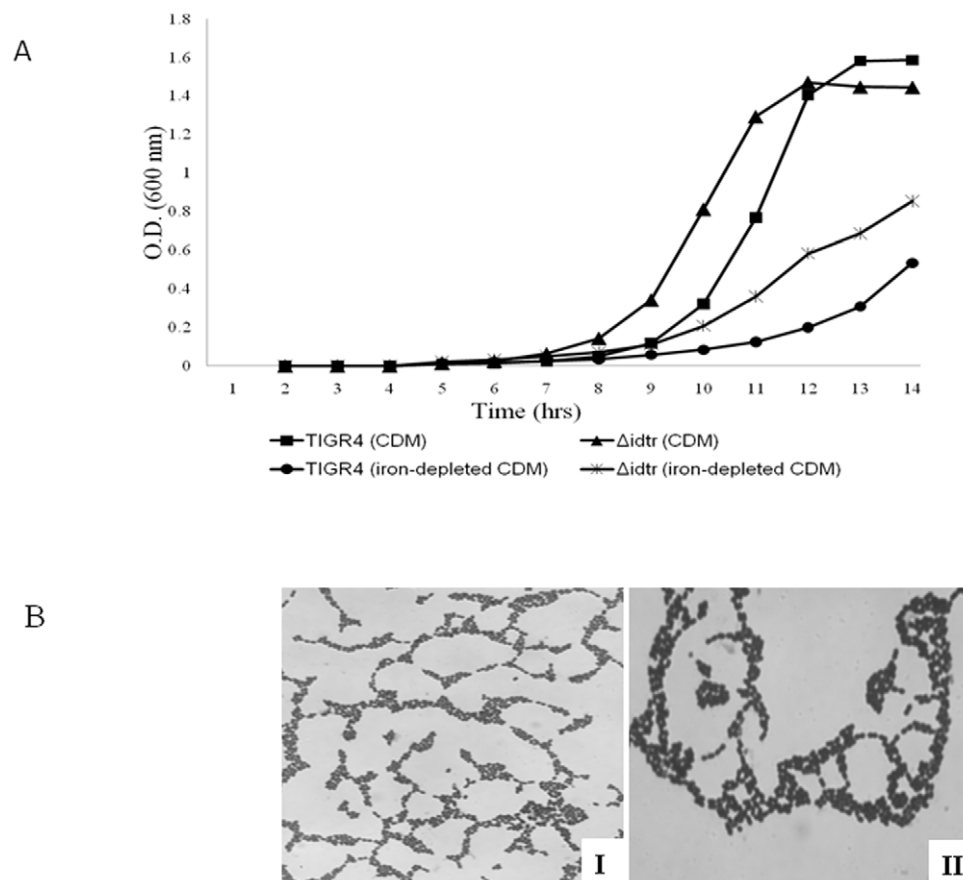 A
1.8
1.6
1.4
1.2
1
0.8
0.6
0.4
0.2
0
O.D. (600 nm)
1 2 3 4 5 6 7 8 9 10 11 12 13 14
Time (hrs)
TIGR4 (CDM) Δidtr (CDM)
TIGR4 (iron-depleted CDM) Δidtr (iron-depleted CDM)
B
I II